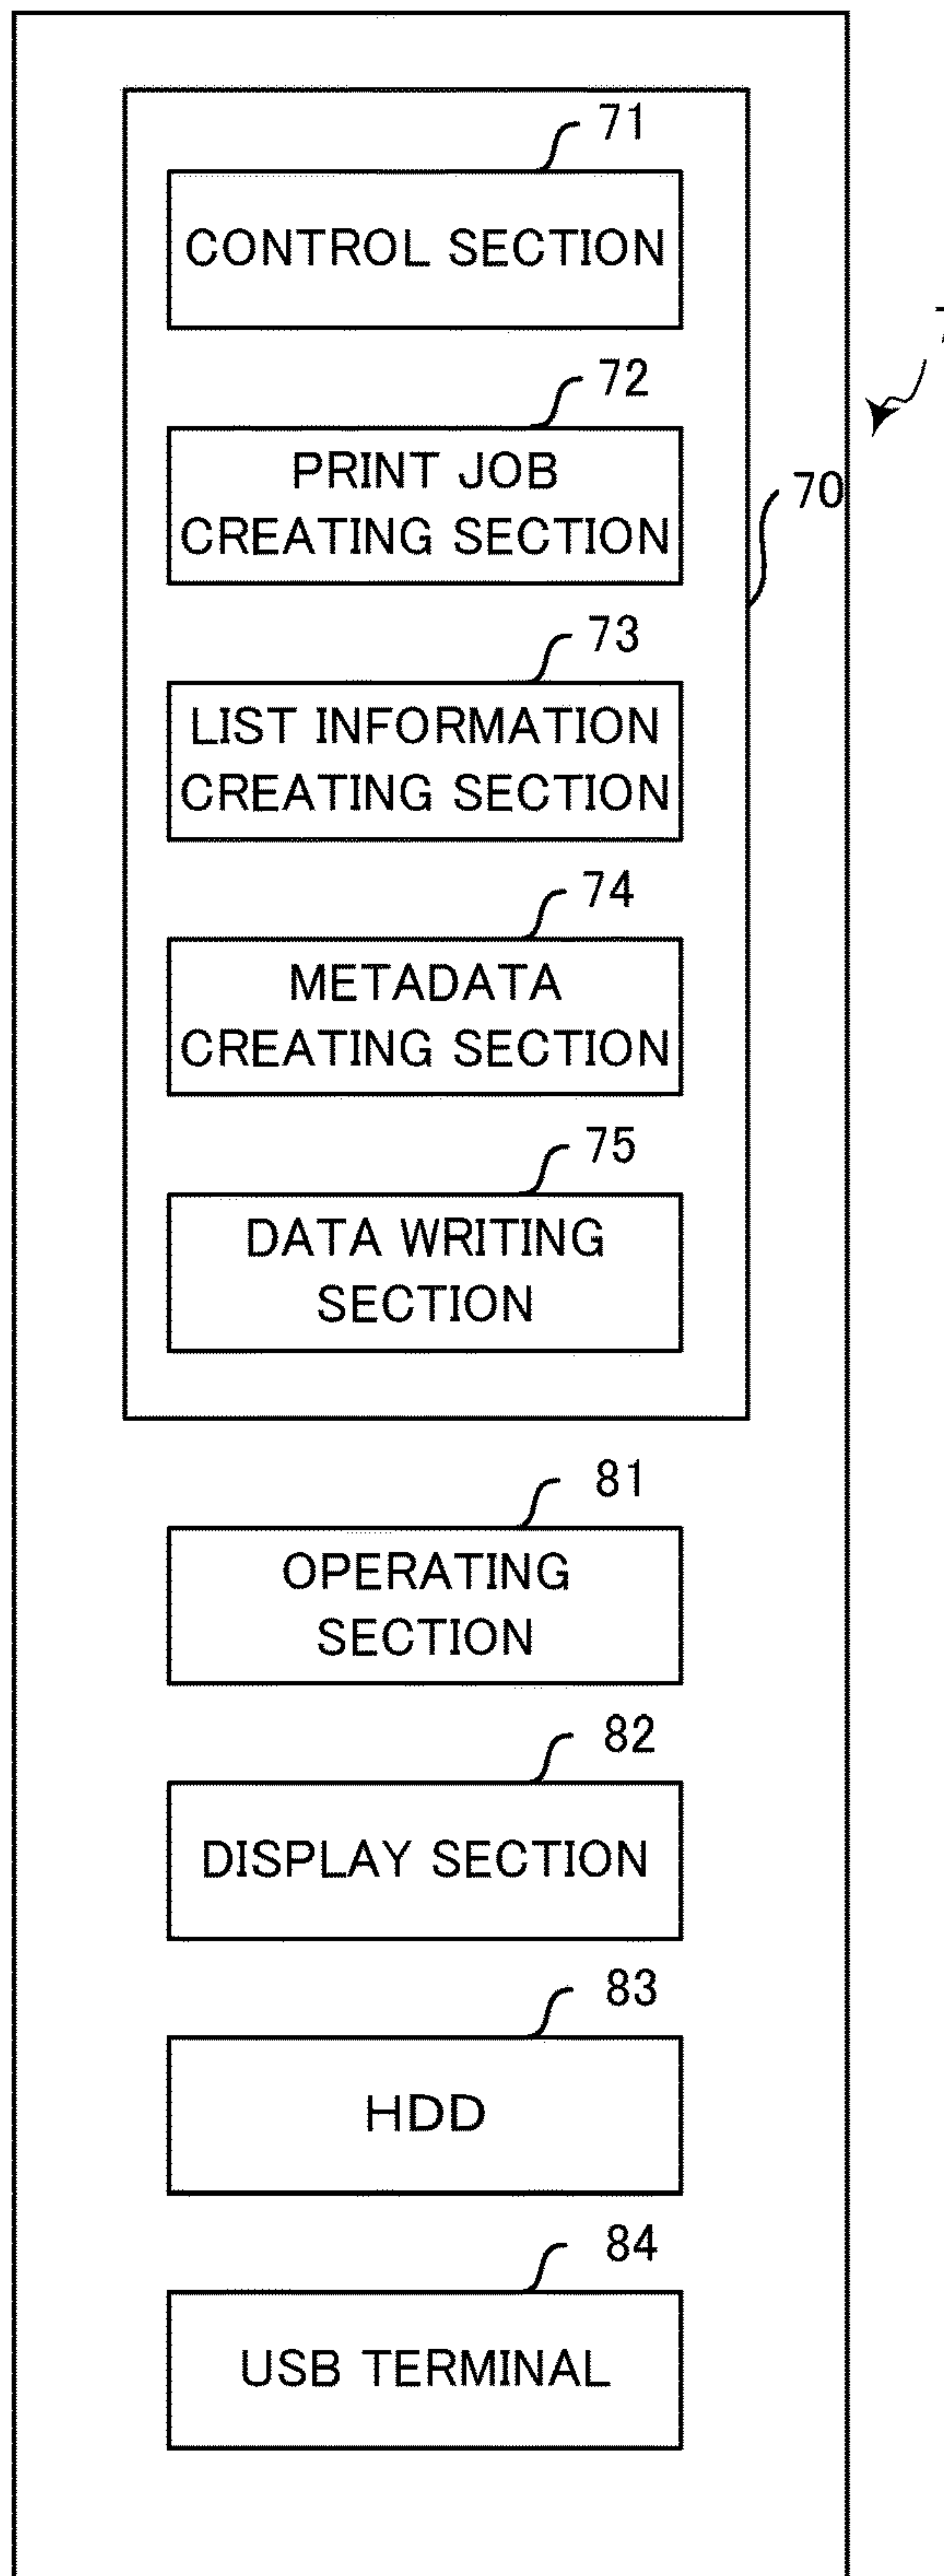 71
CONTROL SECTION
72
PRINT JOB
CREATING SECTION
70
73
LIST INFORMATION
CREATING SECTION
74
METADATA
CREATING SECTION
75
DATA WRITING
SECTION
81
OPERATING
SECTION
82
DISPLAY SECTION
83
HDD
84
USB TERMINAL